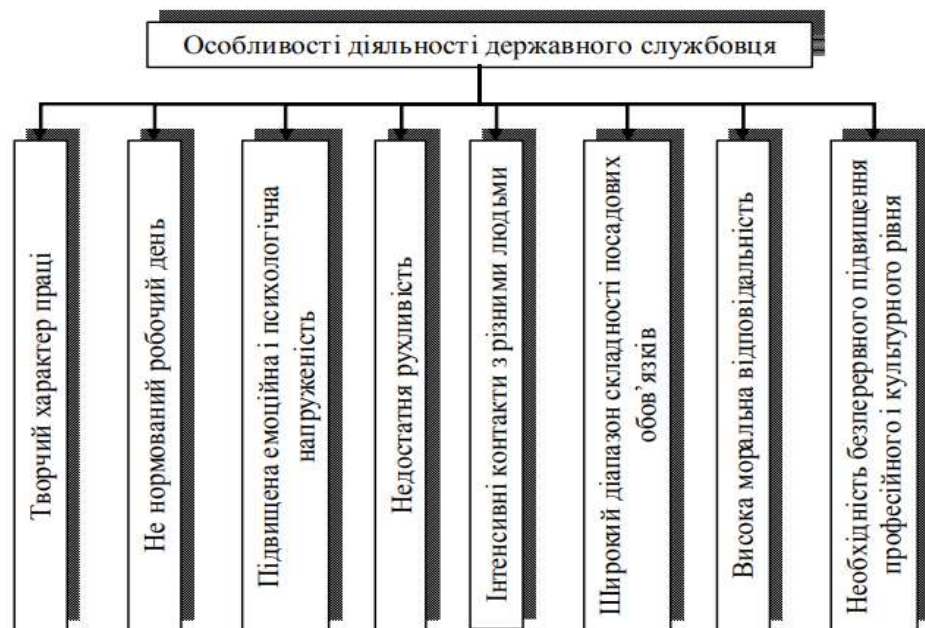 Особливості діяльності державного службовця
Творчий характер праці
Не нормований робочий день
Підвищена емоційна і психологічна
напруженість
Недостатня рухливість
Інтенсивні контакти з різними людьми
Широкий діапазон складності посадових
обов’язків
Висока моральна відповідальність
Необхідність безперервного підвищення
професійного і культурного рівня